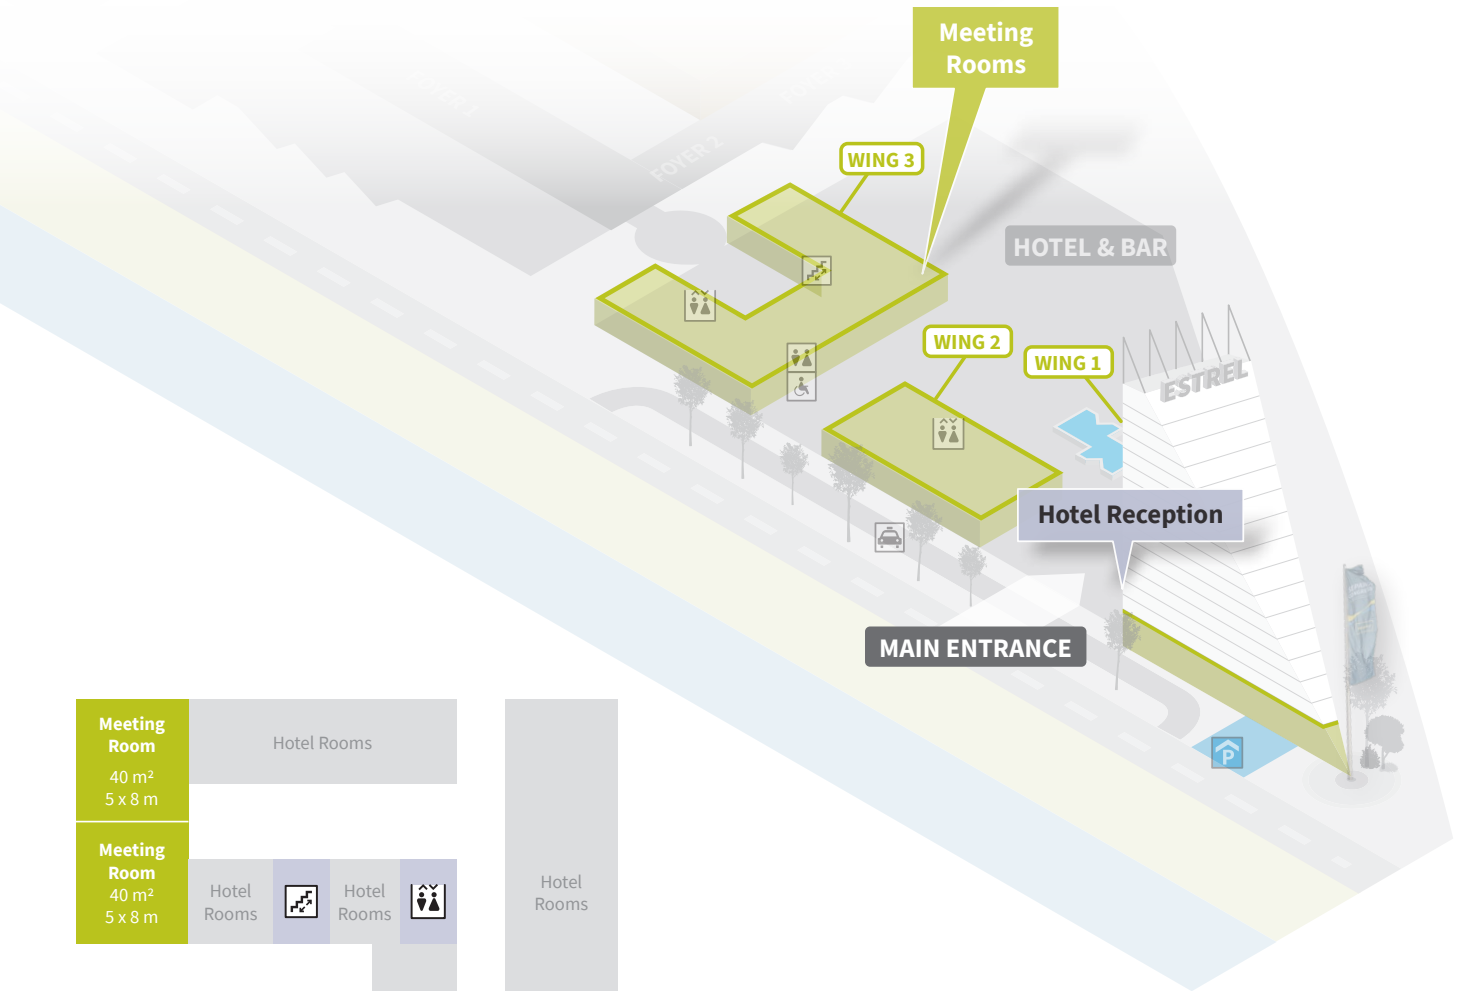 Meeting
Rooms
FOYER 2
WING 3
HOTEL & BAR
WING 2
WING 1
ESTREL
Hotel Reception
MAIN ENTRANCE
P
Meeting
Room
40 m²
5 x 8 m
Hotel Rooms
Meeting
Room
40 m²
5 x 8 m
Hotel
Rooms
Hotel
Rooms
Hotel
Rooms